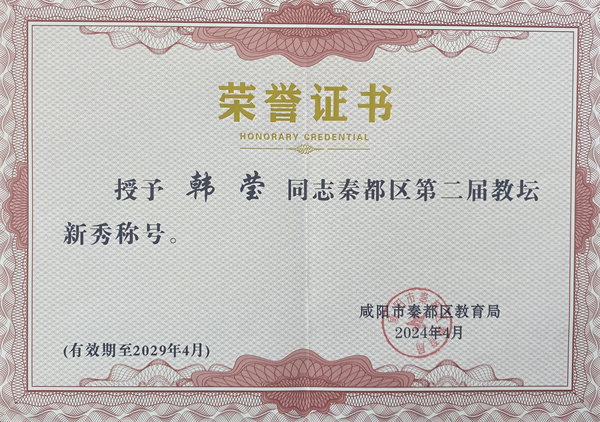 荣誉证书
HONORARY CREDENTIAL
授予 韩 莹 同志秦都区第二届教坛
新秀称号。
咸阳市秦都区教育局
2024年4月
(有效期至2029年4月)